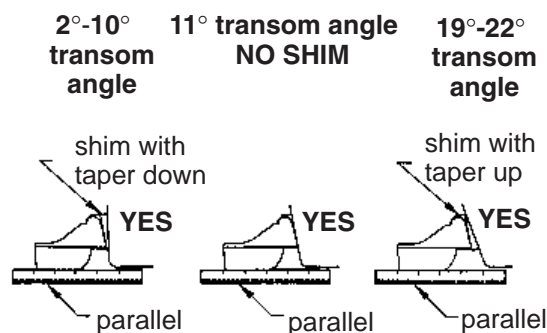 2°-10°
transom
angle
11° transom angle
NO SHIM
19°-22°
transom
angle
shim with
taper down
YES
parallel
parallel
shim with
taper up
YES
parallel